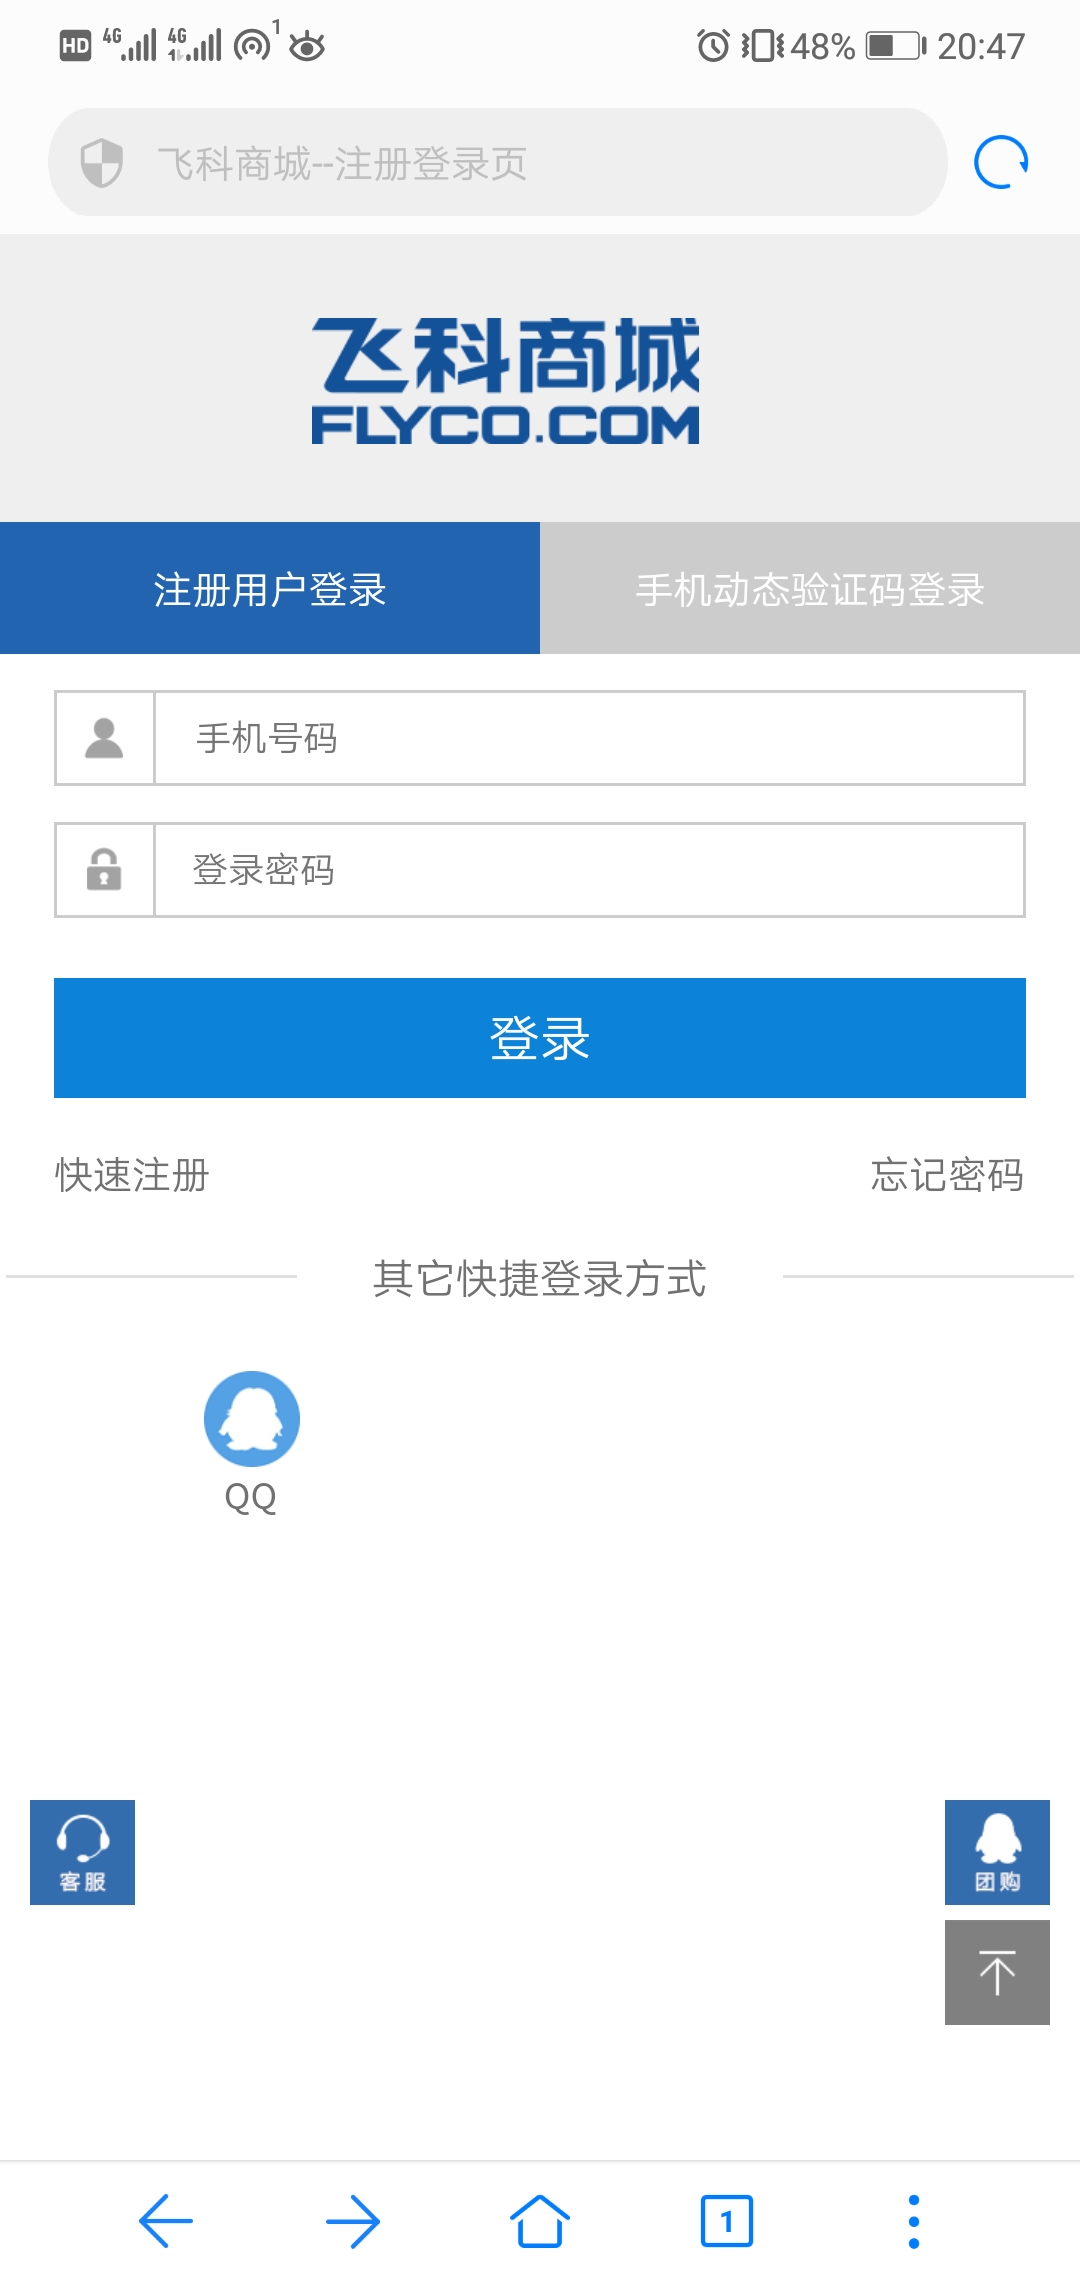 HD 4G 4G 1 48% 20:47
飞科商城--注册登录页
飞科商城
FLYCO.COM
注册用户登录 手机动态验证码登录
手机号码
登录密码
登录
快速注册 忘记密码
其它快捷登录方式
QQ
客服 团购
1